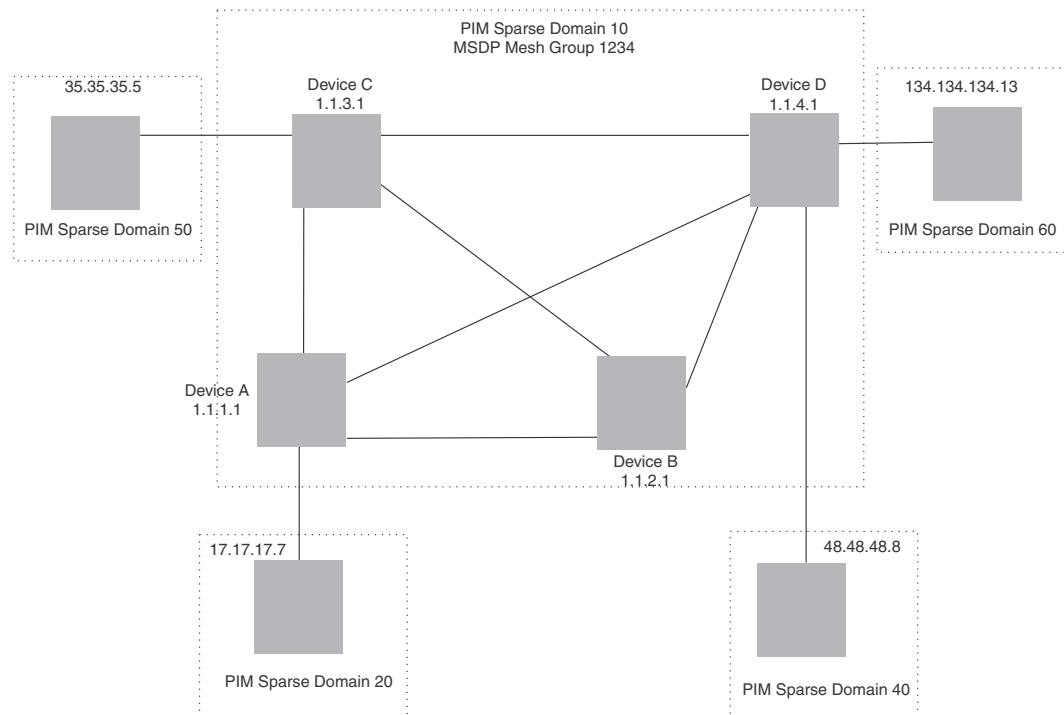 PIM Sparse Domain 10
MSDP Mesh Group 1234
35.35.35.5
Device C
1.1.3.1
Device D
1.1.4.1
134.134.134.13
PIM Sparse Domain 50
PIM Sparse Domain 60
Device A
1.1.1.1
Device B
1.1.2.1
17.17.17.7
48.48.48.8
PIM Sparse Domain 20
PIM Sparse Domain 40